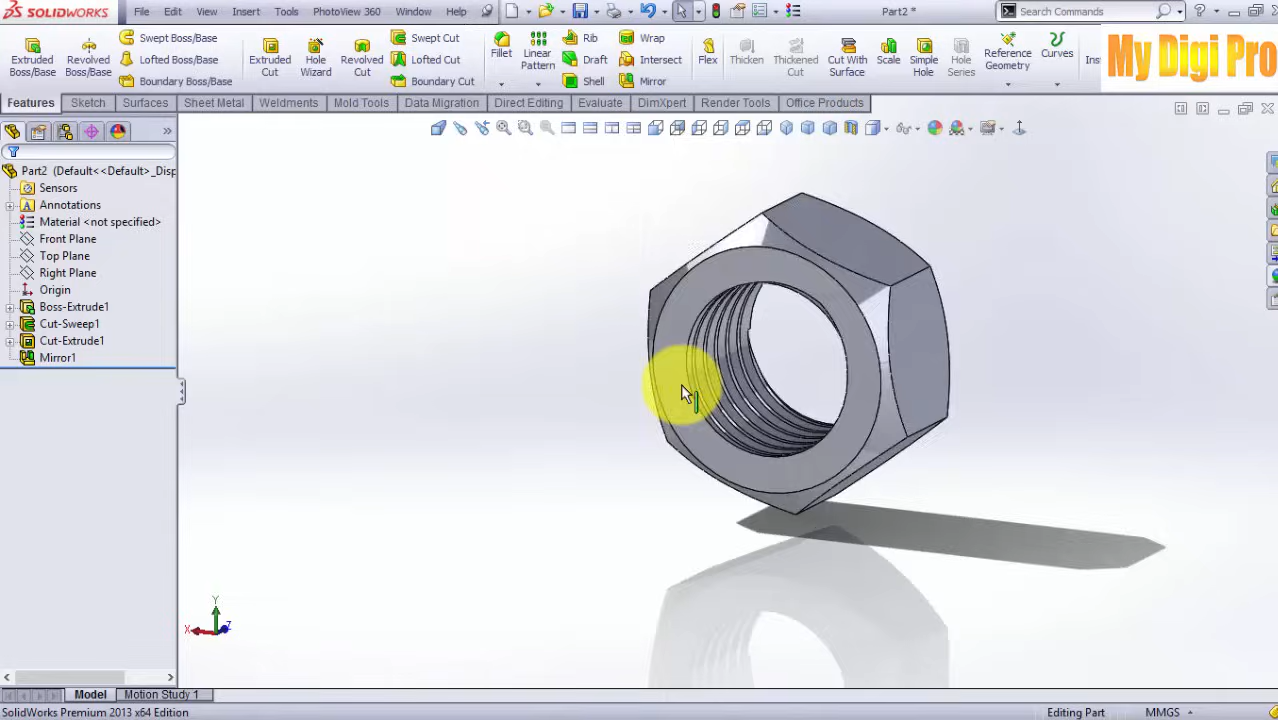 SOLIDWORKS File Edit View Insert Tools PhotoView 360 Window Help Part2 * Search Commands
My Digi Pro
Extruded Boss/Base
Revolved Boss/Base
Swept Boss/Base
Lofted Boss/Base
Boundary Boss/Base
Extruded Cut
Hole Wizard
Revolved Cut
Swept Cut
Lofted Cut
Boundary Cut
Fillet
Linear Pattern
Rib
Draft
Shell
Wrap
Intersect
Mirror
Flex
Thicken
Thickened Cut
Cut With Surface
Scale
Simple Hole
Hole Series
Reference Geometry
Curves
Features Sketch Surfaces Sheet Metal Weldments Mold Tools Data Migration Direct Editing Evaluate DimXpert Render Tools Office Products
Part2 (Default<<Default>_Disp
Sensors
Annotations
Material <not specified>
Front Plane
Top Plane
Right Plane
Origin
Boss-Extrude1
Cut-Sweep1
Cut-Extrude1
Mirror1
Y
X
Z
Model Motion Study 1
SolidWorks Premium 2013 x64 Edition Editing Part MMGS